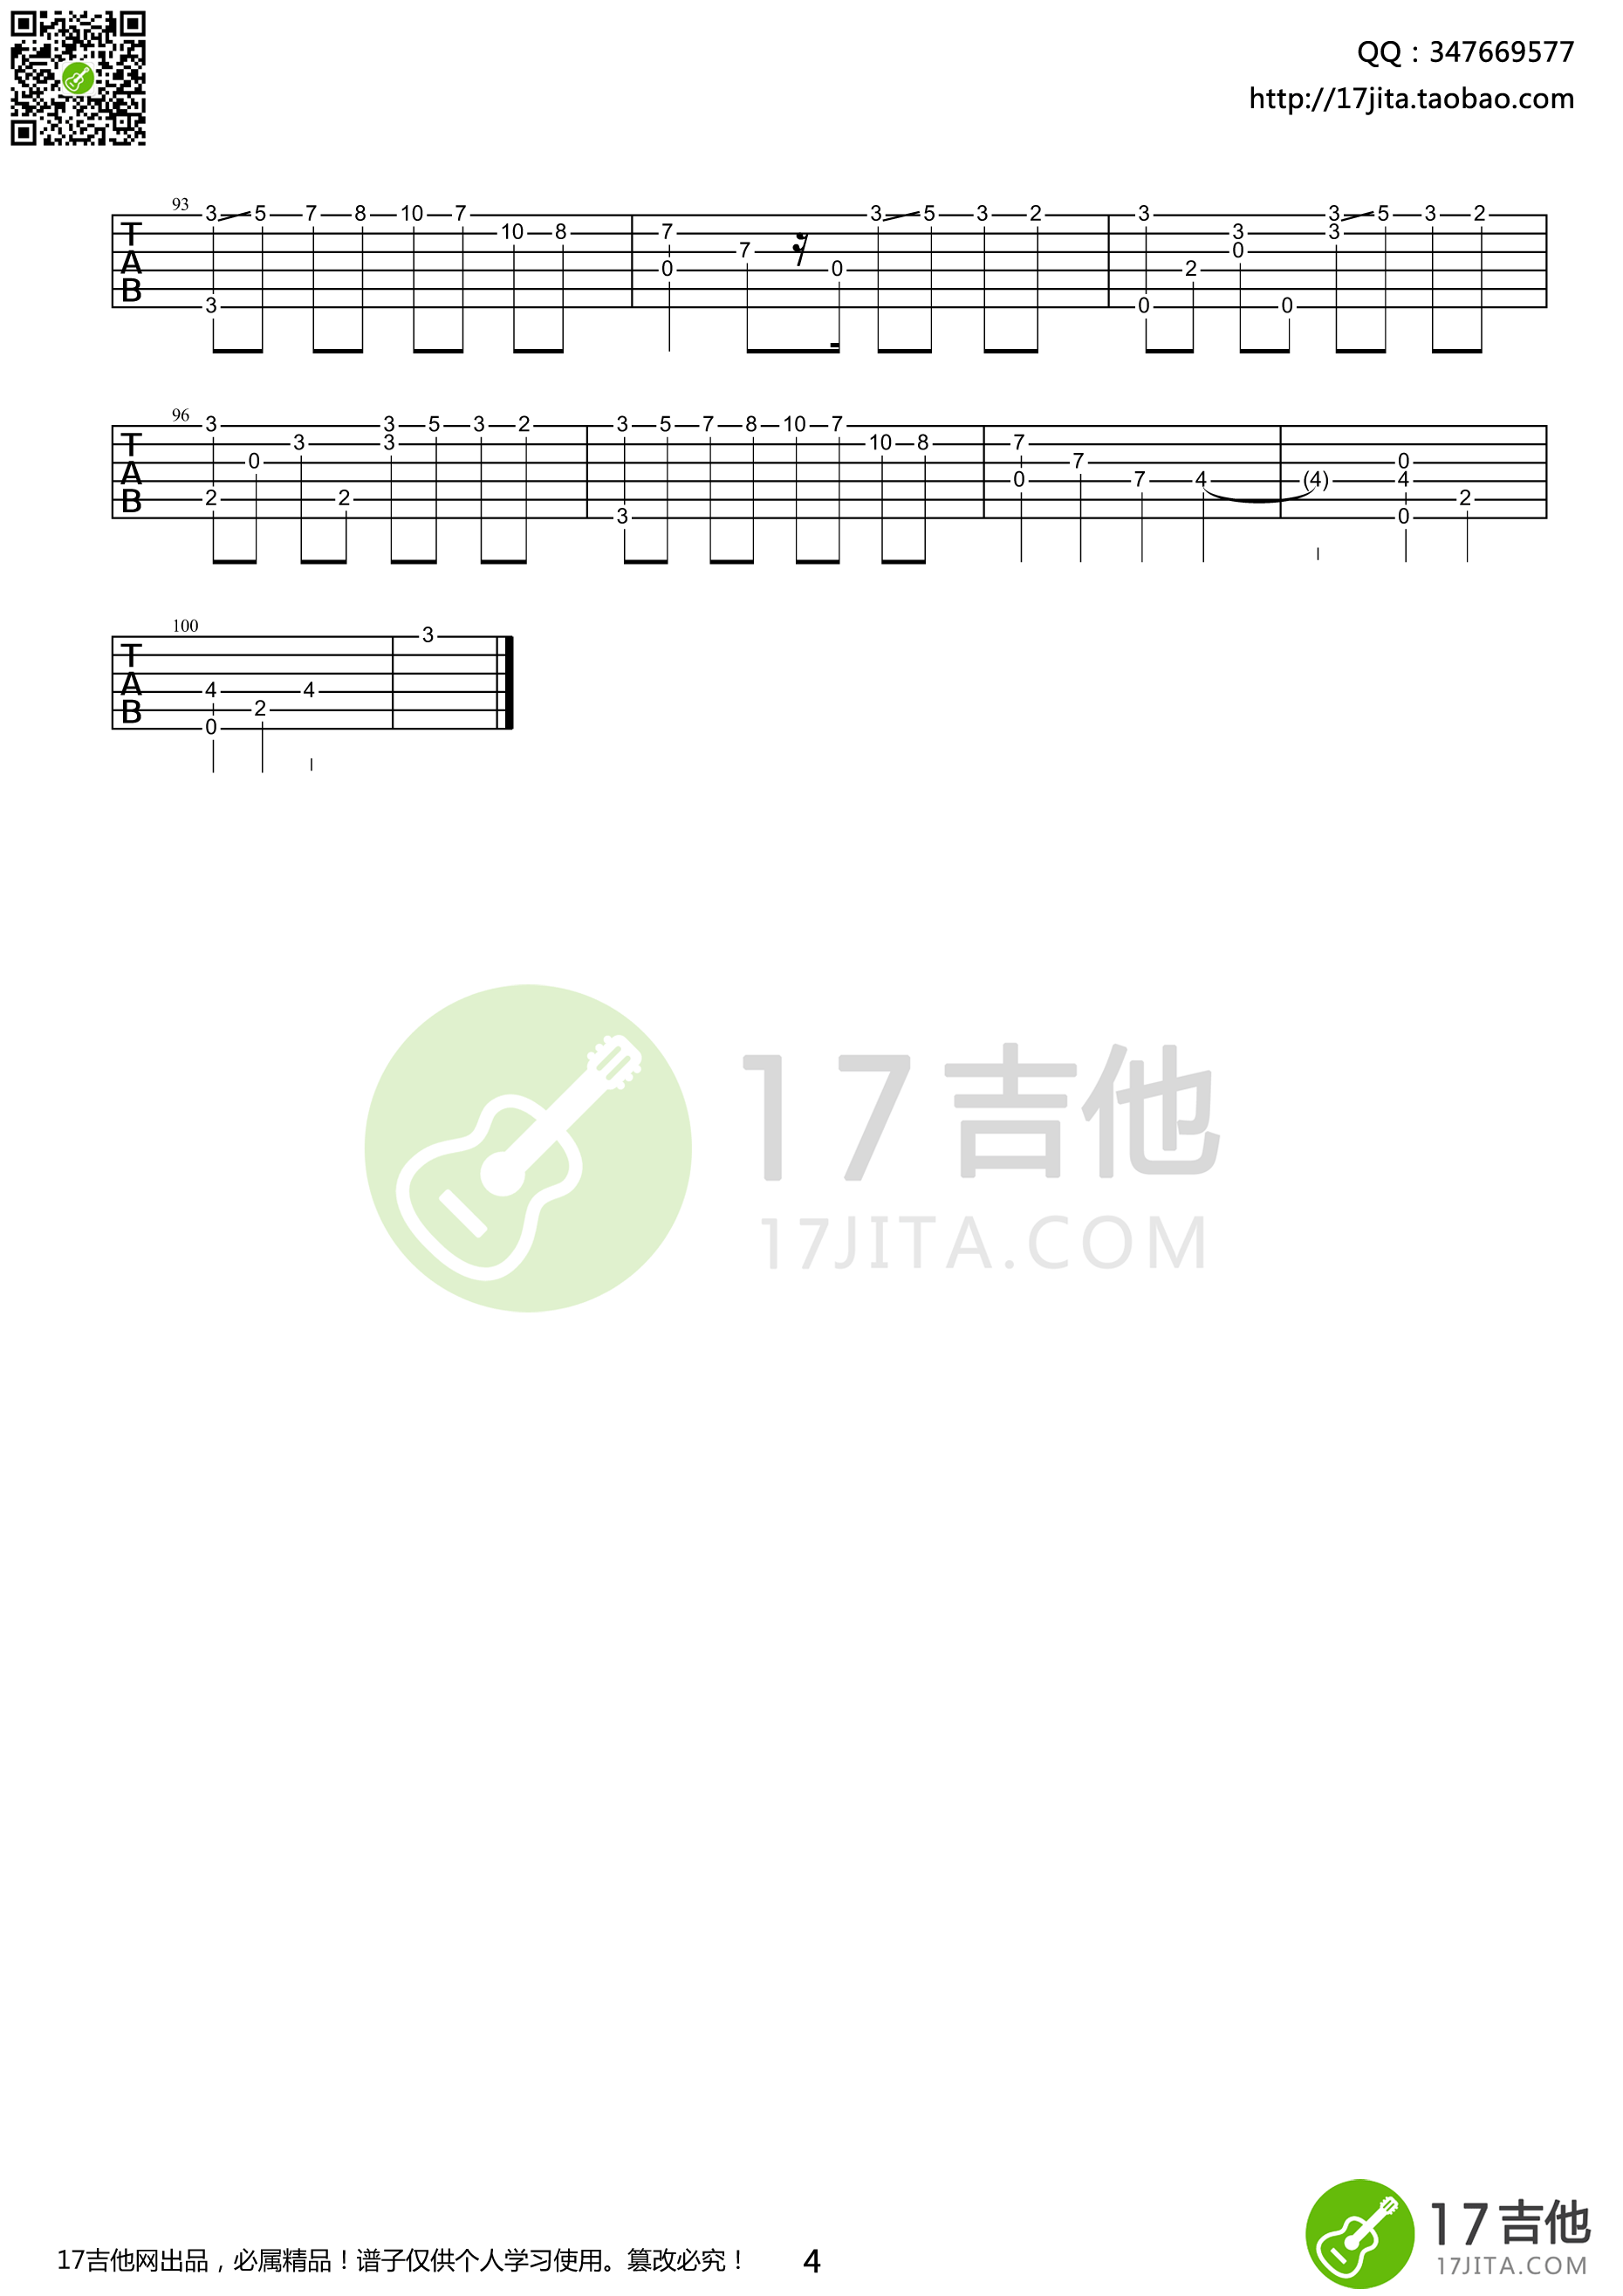 QQ：347669577
http://17jita.taobao.com
93
3 5 7 8 10 7 3 5 3 2 3 3 5 3 2
T 10 8 7 3 3
7 0
A 0 0 2
B
3 0 0
96
3 3 5 3 2 3 5 7 8 10 7
T 3 3 10 8 7
0 7 0
A 0 7 4 (4) 4
B 2 2 2
3 0
100
3
T
A 4 4
B 2
0
17吉他
17JITA.COM
17吉他网出品，必属精品！谱子仅供个人学习使用。篡改必究！ 4
17吉他
17JITA.COM